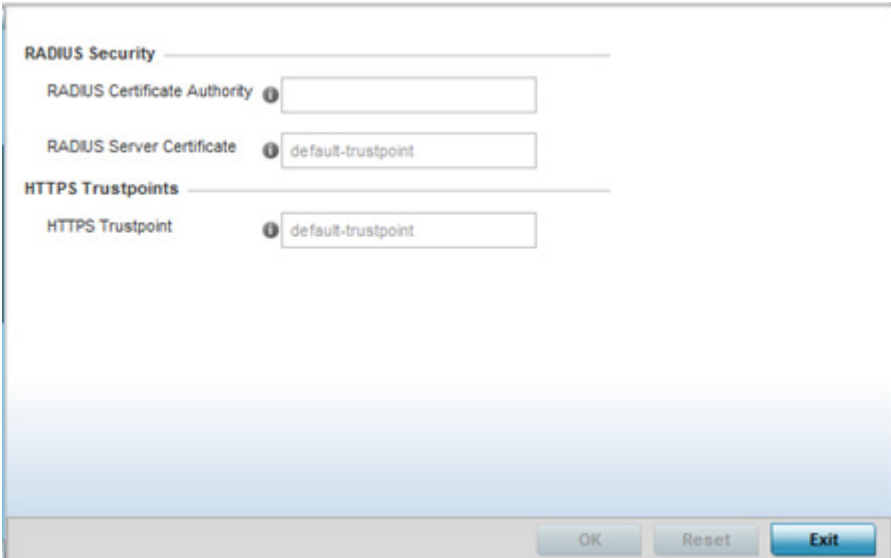 RADIUS Security
RADIUS Certificate Authority
RADIUS Server Certificate default-trustpoint
HTTPS Trustpoints
HTTPS Trustpoint default-trustpoint
OK Reset Exit